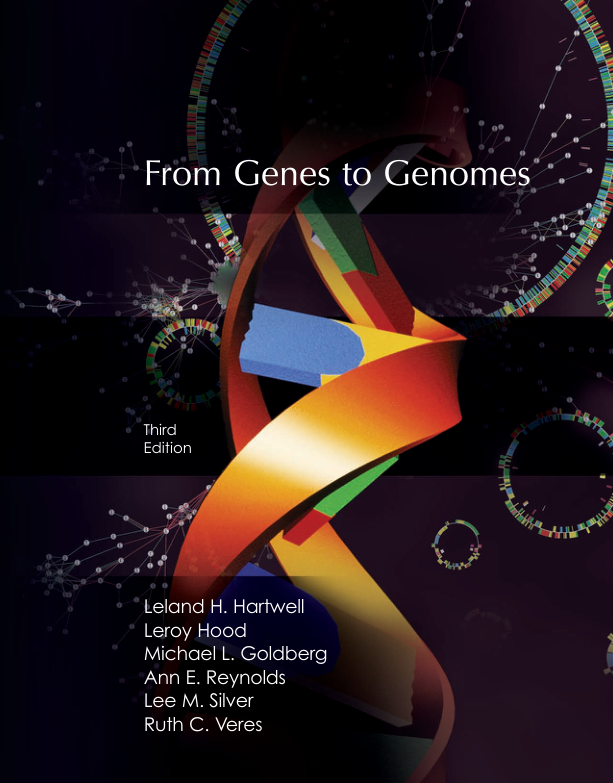 From Genes to Genomes
Third
Edition
Leland H. Hartwell
Leroy Hood
Michael L. Goldberg
Ann E. Reynolds
Lee M. Silver
Ruth C. Veres